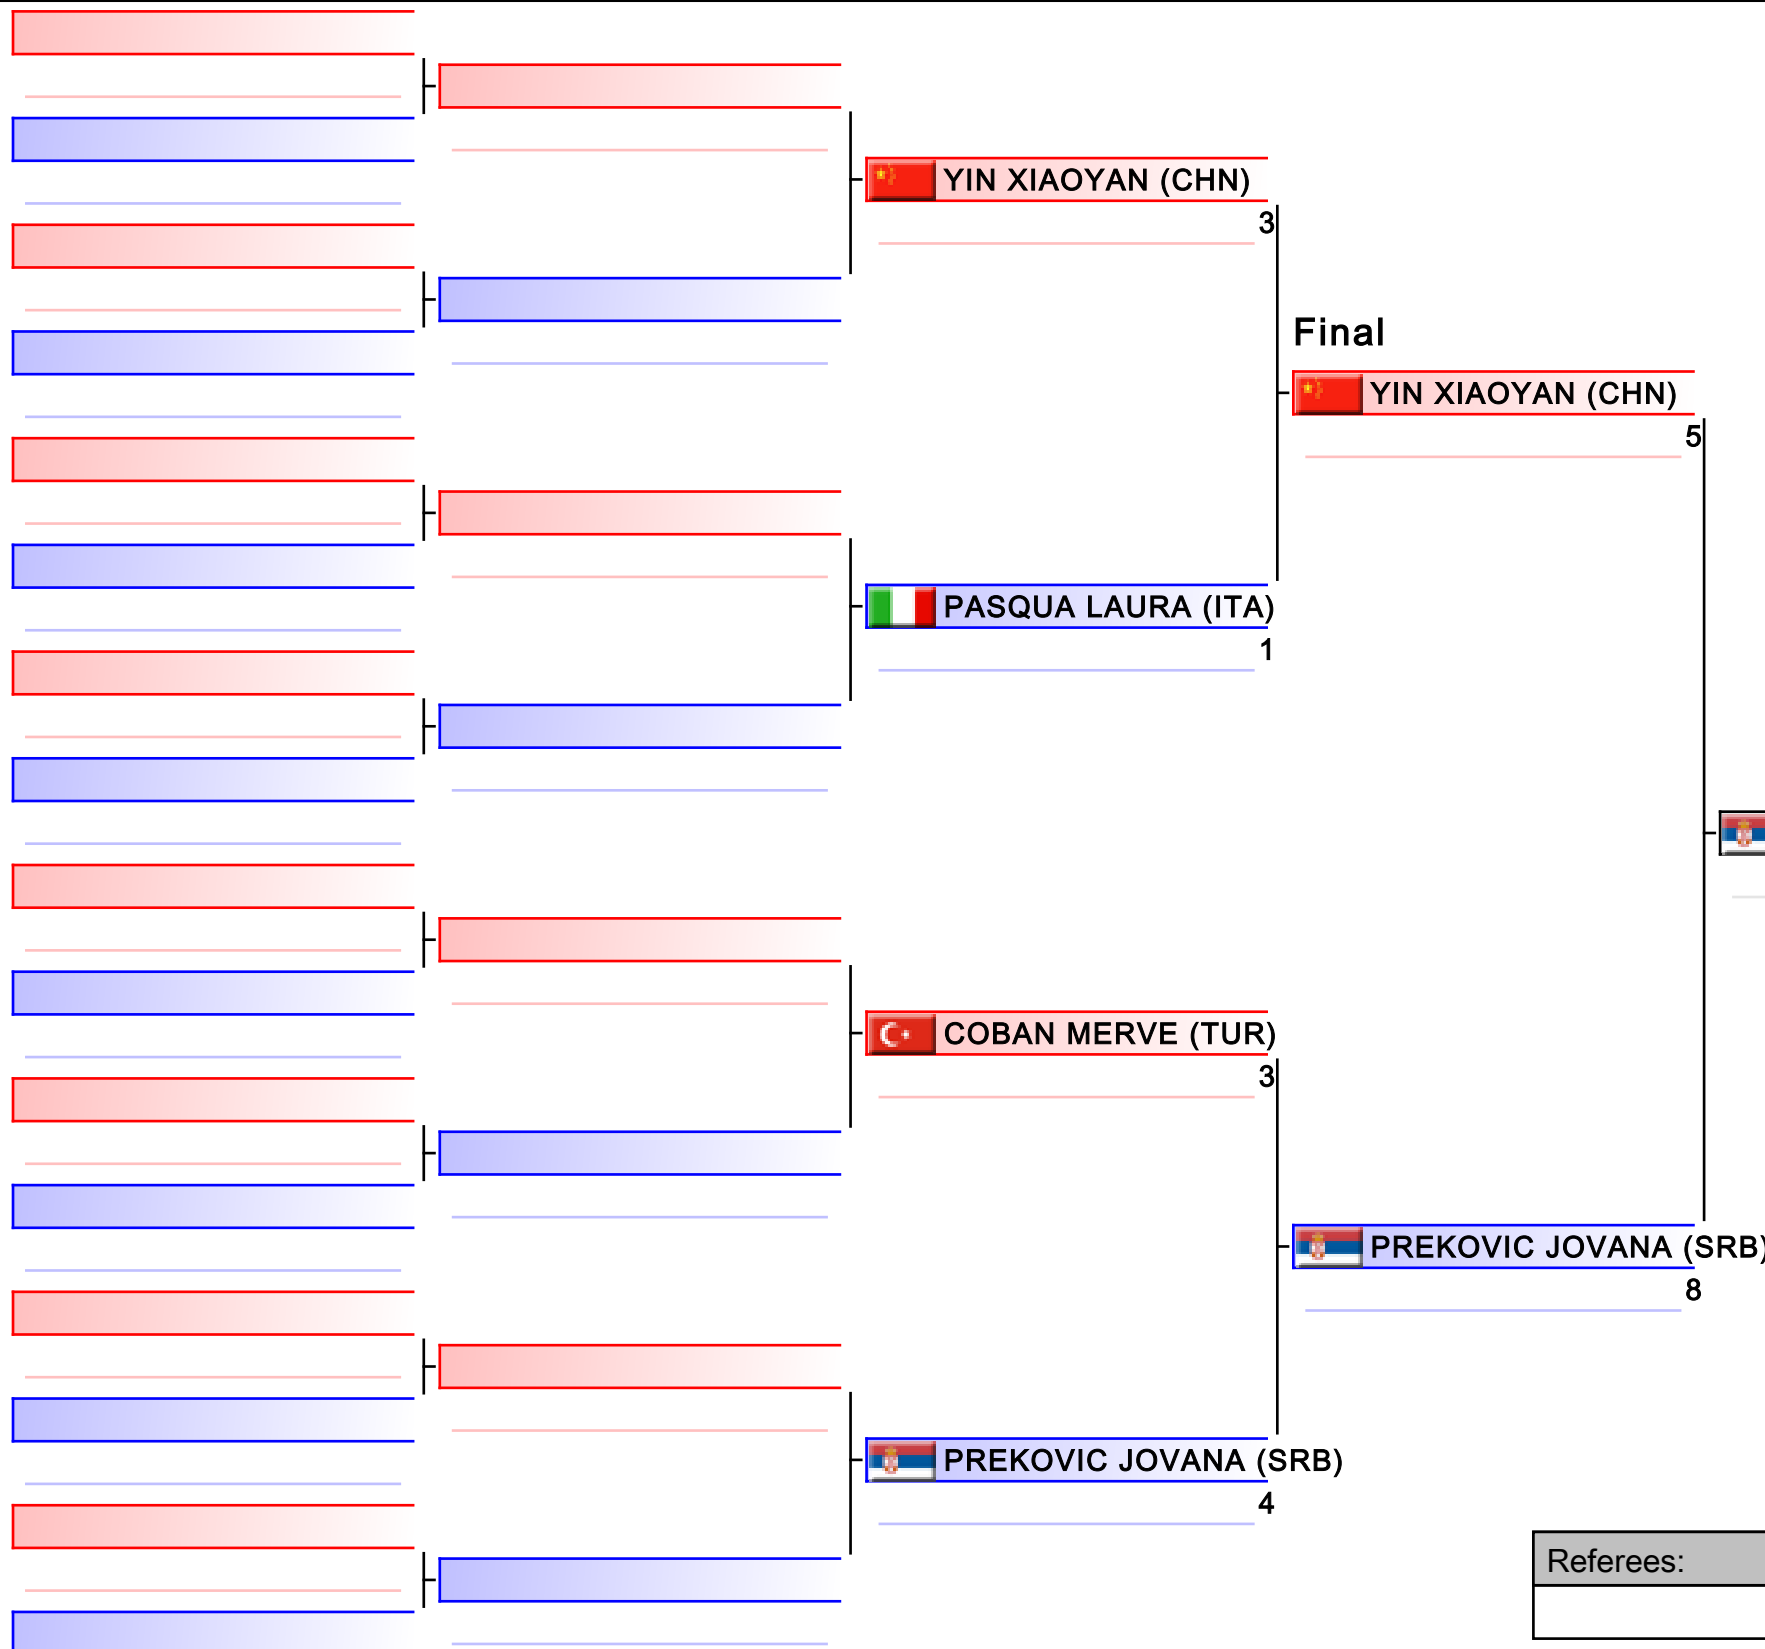 YIN XIAOYAN (CHN)
3
Final
YIN XIAOYAN (CHN)
5
PASQUA LAURA (ITA)
1
COBAN MERVE (TUR)
3
PREKOVIC JOVANA (SRB)
8
PREKOVIC JOVANA (SRB)
4
Referees: